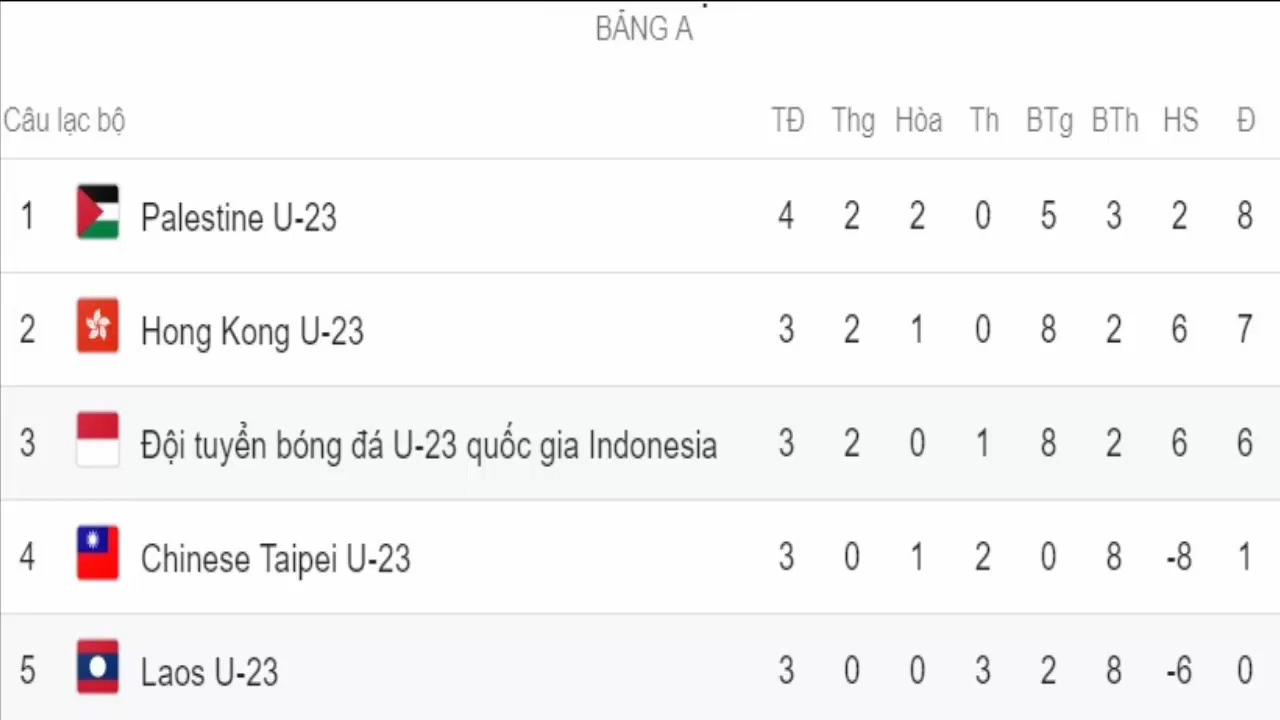 BẢNG A
Câu lạc bộ TĐ Thg Hòa Th BTg BTh HS Đ
1 Palestine U-23 4 2 2 0 5 3 2 8
2 Hong Kong U-23 3 2 1 0 8 2 6 7
3 Đội tuyển bóng đá U-23 quốc gia Indonesia 3 2 0 1 8 2 6 6
4 Chinese Taipei U-23 3 0 1 2 0 8 -8 1
5 Laos U-23 3 0 0 3 2 8 -6 0